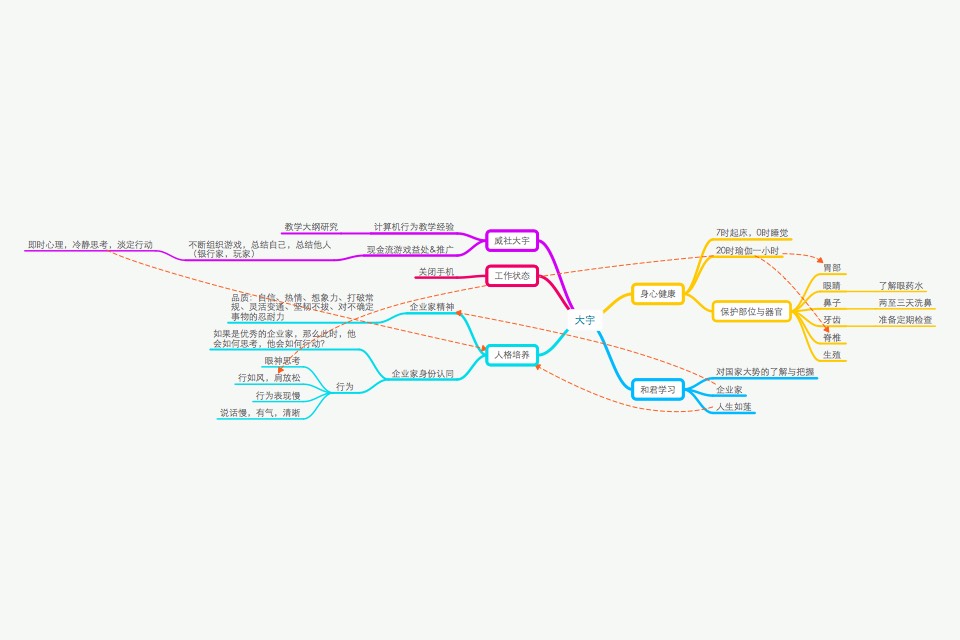 大宇
威社大宇
计算机行为教学经验
教学大纲研究
现金流游戏益处&推广
不断组织游戏，总结自己，总结他人
（银行家，玩家）
即时心理，冷静思考，淡定行动
工作状态
关闭手机
人格培养
企业家精神
品质：自信、热情、想象力、打破常
规、灵活变通、坚韧不拔、对不确定
事物的忍耐力
企业家身份认同
如果是优秀的企业家，那么此时，他
会如何思考，他会如何行动？
行为
眼神思考
行如风，肩放松
行为表现慢
说话慢，有气，清晰
身心健康
7时起床，0时睡觉
20时瑜伽一小时
保护部位与器官
胃部
眼睛
了解眼药水
鼻子
再至三天洗鼻
牙齿
准备定期检查
脊椎
生殖
和君学习
对国家大势的了解与把握
企业家
人生如莲